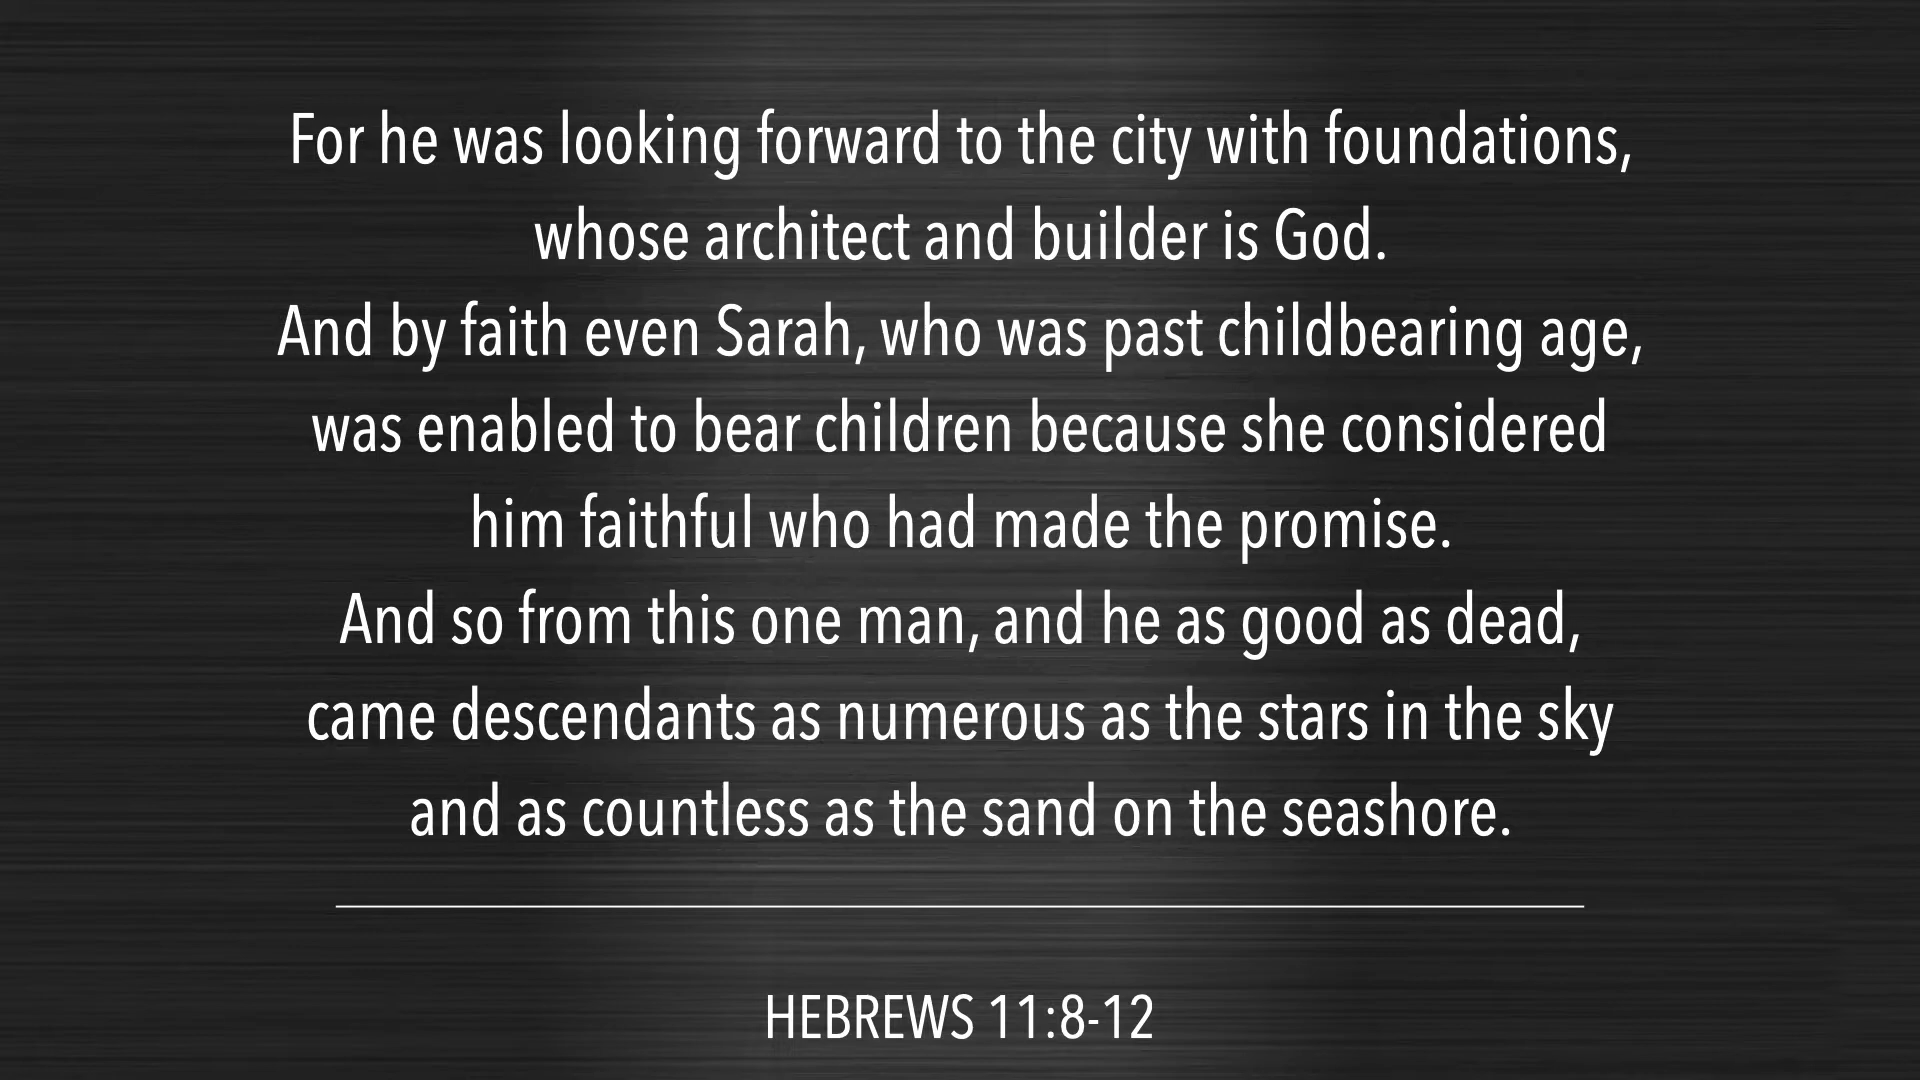 For he was looking forward to the city with foundations,
whose architect and builder is God.
And by faith even Sarah, who was past childbearing age,
was enabled to bear children because she considered
him faithful who had made the promise.
And so from this one man, and he as good as dead,
came descendants as numerous as the stars in the sky
and as countless as the sand on the seashore.
HEBREWS 11:8-12